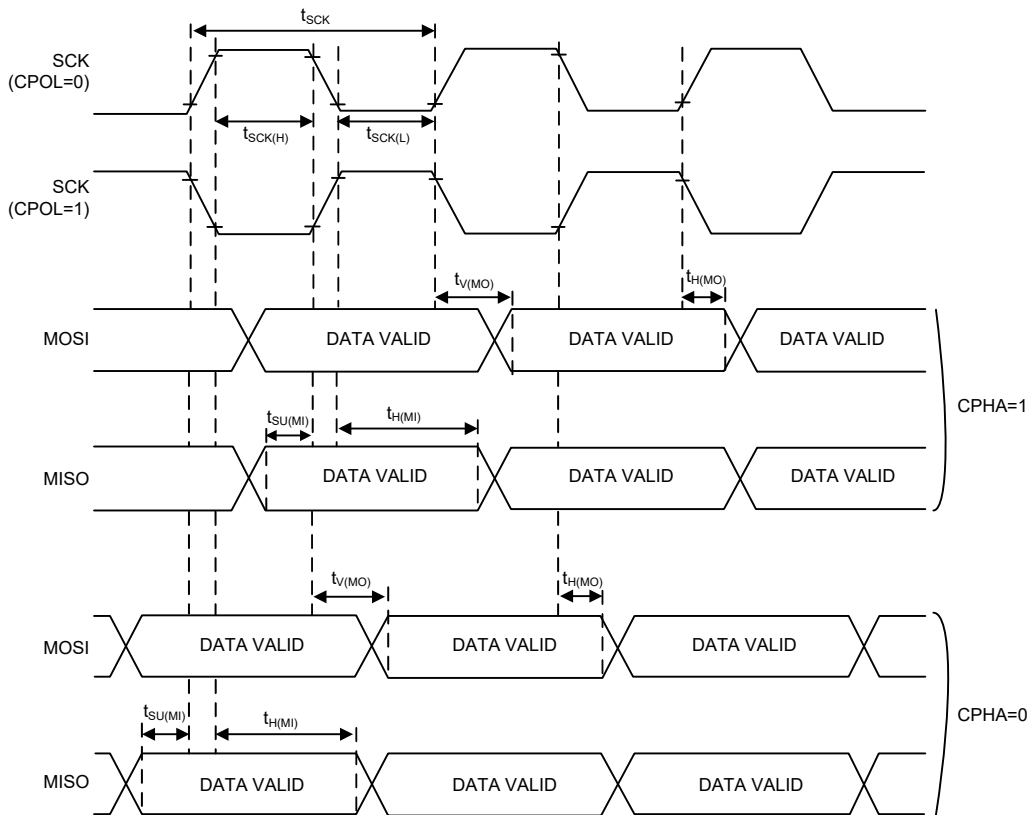 tSCK
SCK
(CPOL=0)
tSCK(H)
tSCK(L)
SCK
(CPOL=1)
tV(MO)
tH(MO)
MOSI
DATA VALID
DATA VALID
DATA VALID
CPHA=1
tSU(MI)
tH(MI)
MISO
DATA VALID
DATA VALID
DATA VALID
tV(MO)
tH(MO)
MOSI
DATA VALID
DATA VALID
DATA VALID
CPHA=0
tSU(MI)
tH(MI)
MISO
DATA VALID
DATA VALID
DATA VALID